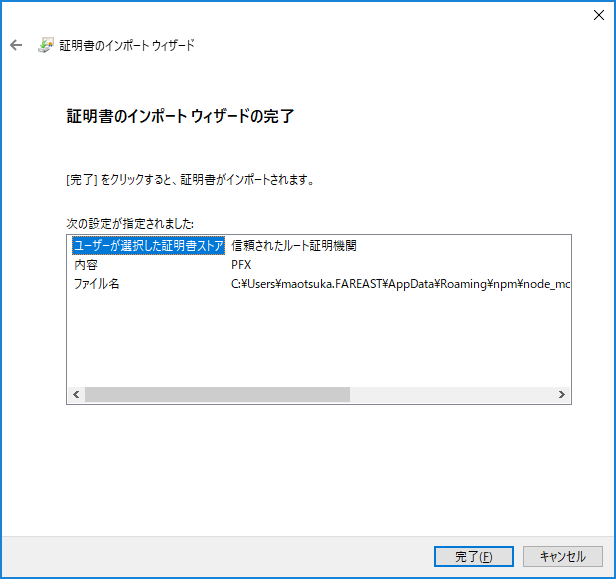 証明書のインポート ウィザード
証明書のインポート ウィザードの完了
[完了] をクリックすると、証明書がインポートされます。
次の設定が指定されました:
ユーザーが選択した証明書ストア 信頼されたルート証明機関
内容 PFX
ファイル名 C:¥Users¥maotsuka.FAREAST¥AppData¥Roaming¥npm¥node_mc
完了(F) キャンセル